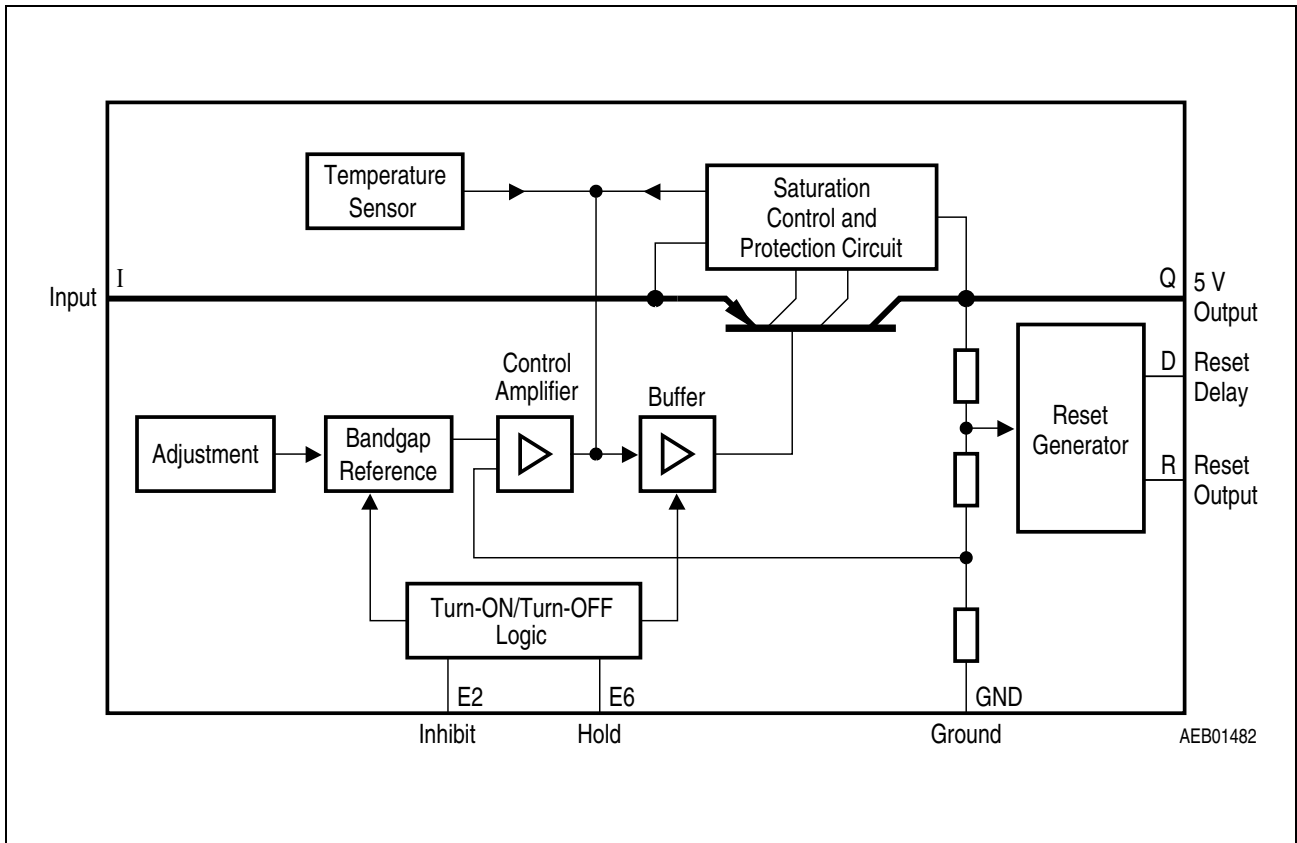 Temperature
Sensor
Saturation
Control and
Protection Circuit
Input
I
Q
5 V
Output
Control
Amplifier
Buffer
D
Reset
Delay
Adjustment
Bandgap
Reference
Reset
Generator
R
Reset
Output
Turn-ON/Turn-OFF
Logic
E2
E6
GND
Inhibit
Hold
Ground
AEB01482